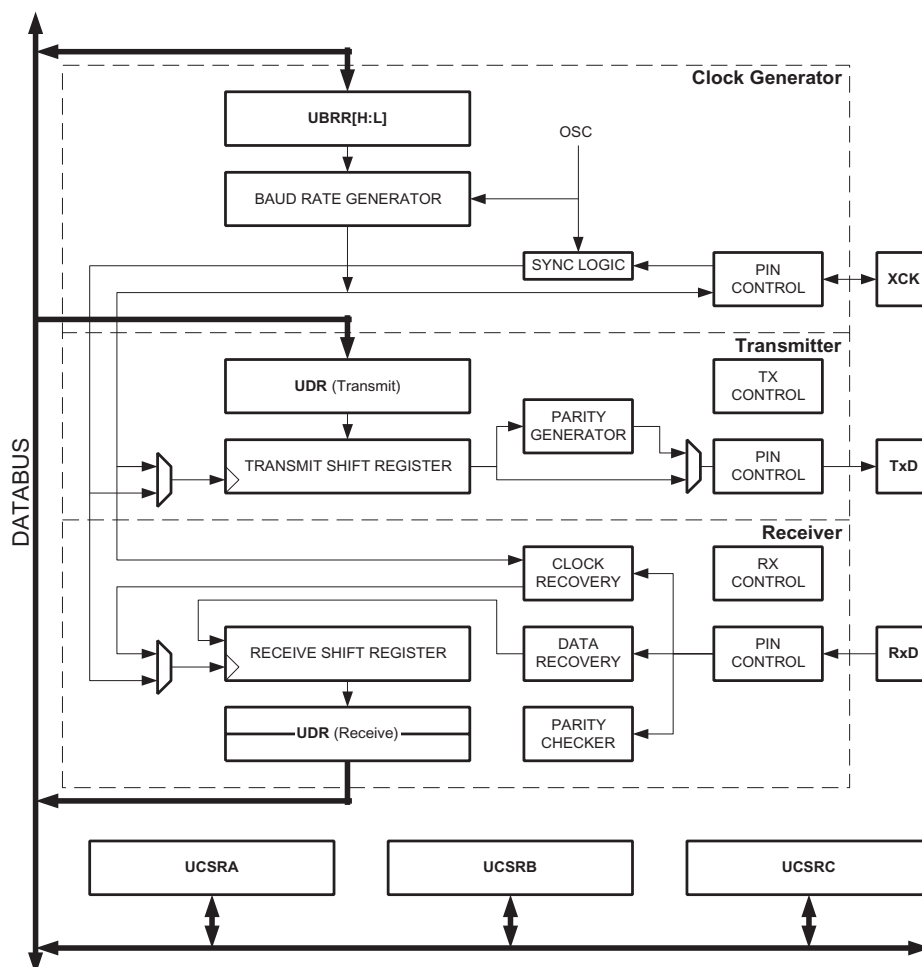 Clock Generator
UBRR[H:L]
OSC
BAUD RATE GENERATOR
SYNC LOGIC
PIN
CONTROL
XCK
Transmitter
UDR (Transmit)
TX
CONTROL
PARITY
GENERATOR
TRANSMIT SHIFT REGISTER
PIN
CONTROL
TxD
DATABUS
Receiver
CLOCK
RECOVERY
RX
CONTROL
RECEIVE SHIFT REGISTER
DATA
RECOVERY
PIN
CONTROL
RxD
UDR (Receive)
PARITY
CHECKER
UCSRA
UCSRB
UCSRC